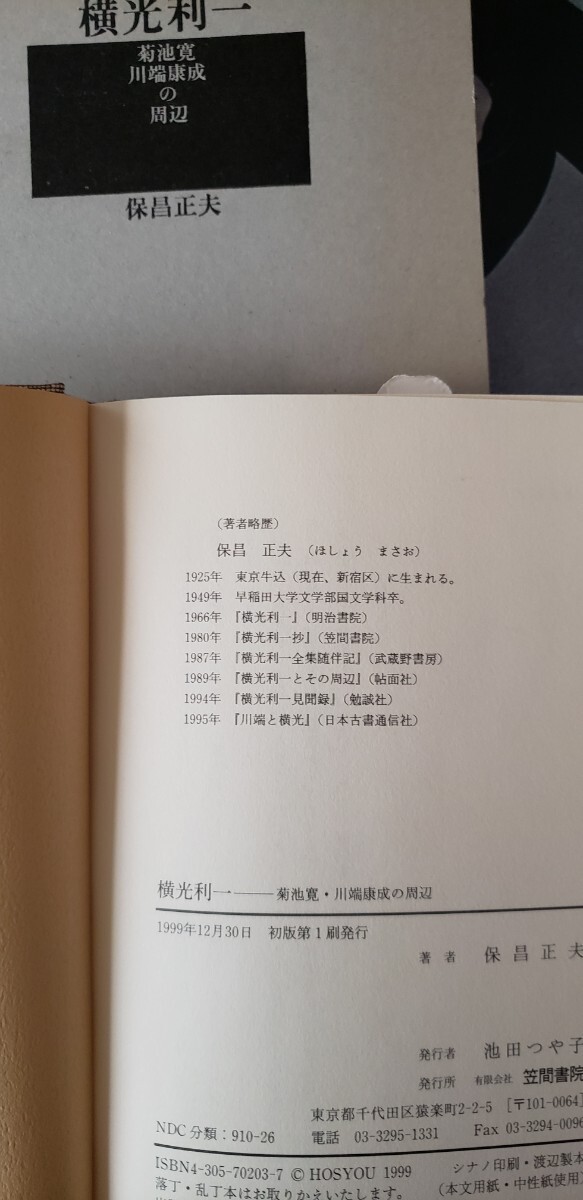 横光利一
菊池寛
川端康成
の
周辺
保昌正夫
（著者略歴）
保昌 正夫 （ほしょう まさお）
1925年 東京牛込（現在、新宿区）に生まれる。
1949年 早稲田大学文学部国文学科卒。
1966年 『横光利一』（明治書院）
1980年 『横光利一抄』（笠間書院）
1987年 『横光利一全集随伴記』（武蔵野書房）
1989年 『横光利一とその周辺』（帖面社）
1994年 『横光利一見聞録』（勉誠社）
1995年 『川端と横光』（日本古書通信社）
横光利一――菊池寛・川端康成の周辺
1999年12月30日 初版第1刷発行
著者 保昌正夫
発行者 池田つや子
発行所 有限会社 笠間書院
東京都千代田区猿楽町2-2-5 ［〒101-0064］
NDC分類：910-26 電話 03-3295-1331 Fax 03-3294-0996
ISBN4-305-70203-7 © HOSYOU 1999 シナノ印刷・渡辺製本
落丁・乱丁本はお取りかえいたします。 （本文用紙・中性紙使用